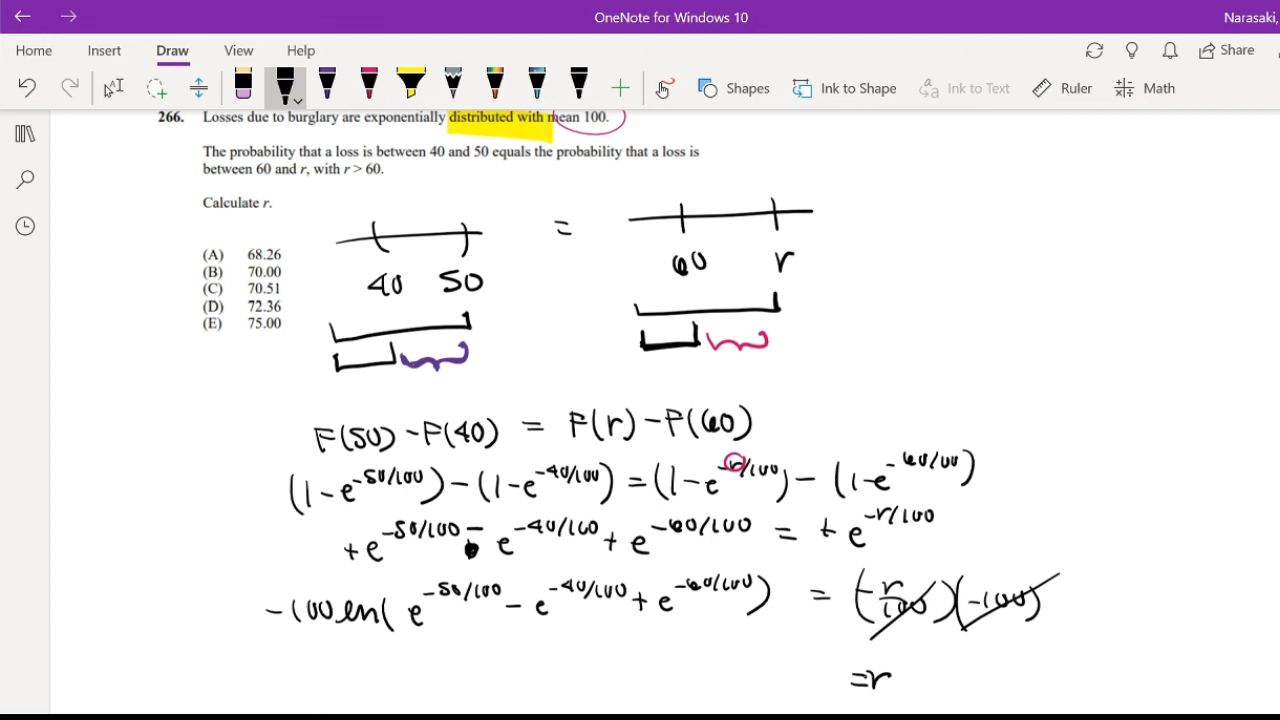 OneNote for Windows 10
Narasaki,
Home Insert Draw View Help
Share
Shapes Ink to Shape Ink to Text Ruler Math
266. Losses due to burglary are exponentially distributed with mean 100.
The probability that a loss is between 40 and 50 equals the probability that a loss is
between 60 and r, with r > 60.
Calculate r.
(A) 68.26
(B) 70.00
(C) 70.51
(D) 72.36
(E) 75.00
40 50 = 60 r
F(50) - F(40) = F(r) - F(60)
(1-e^-50/100) - (1-e^-40/100) = (1-e^-r/100) - (1-e^-60/100)
+e^-50/100 - e^-40/100 + e^-60/100 = + e^-r/100
-100 ln( e^-50/100 - e^-40/100 + e^-60/100 ) = (-r/100)(-100)
=r